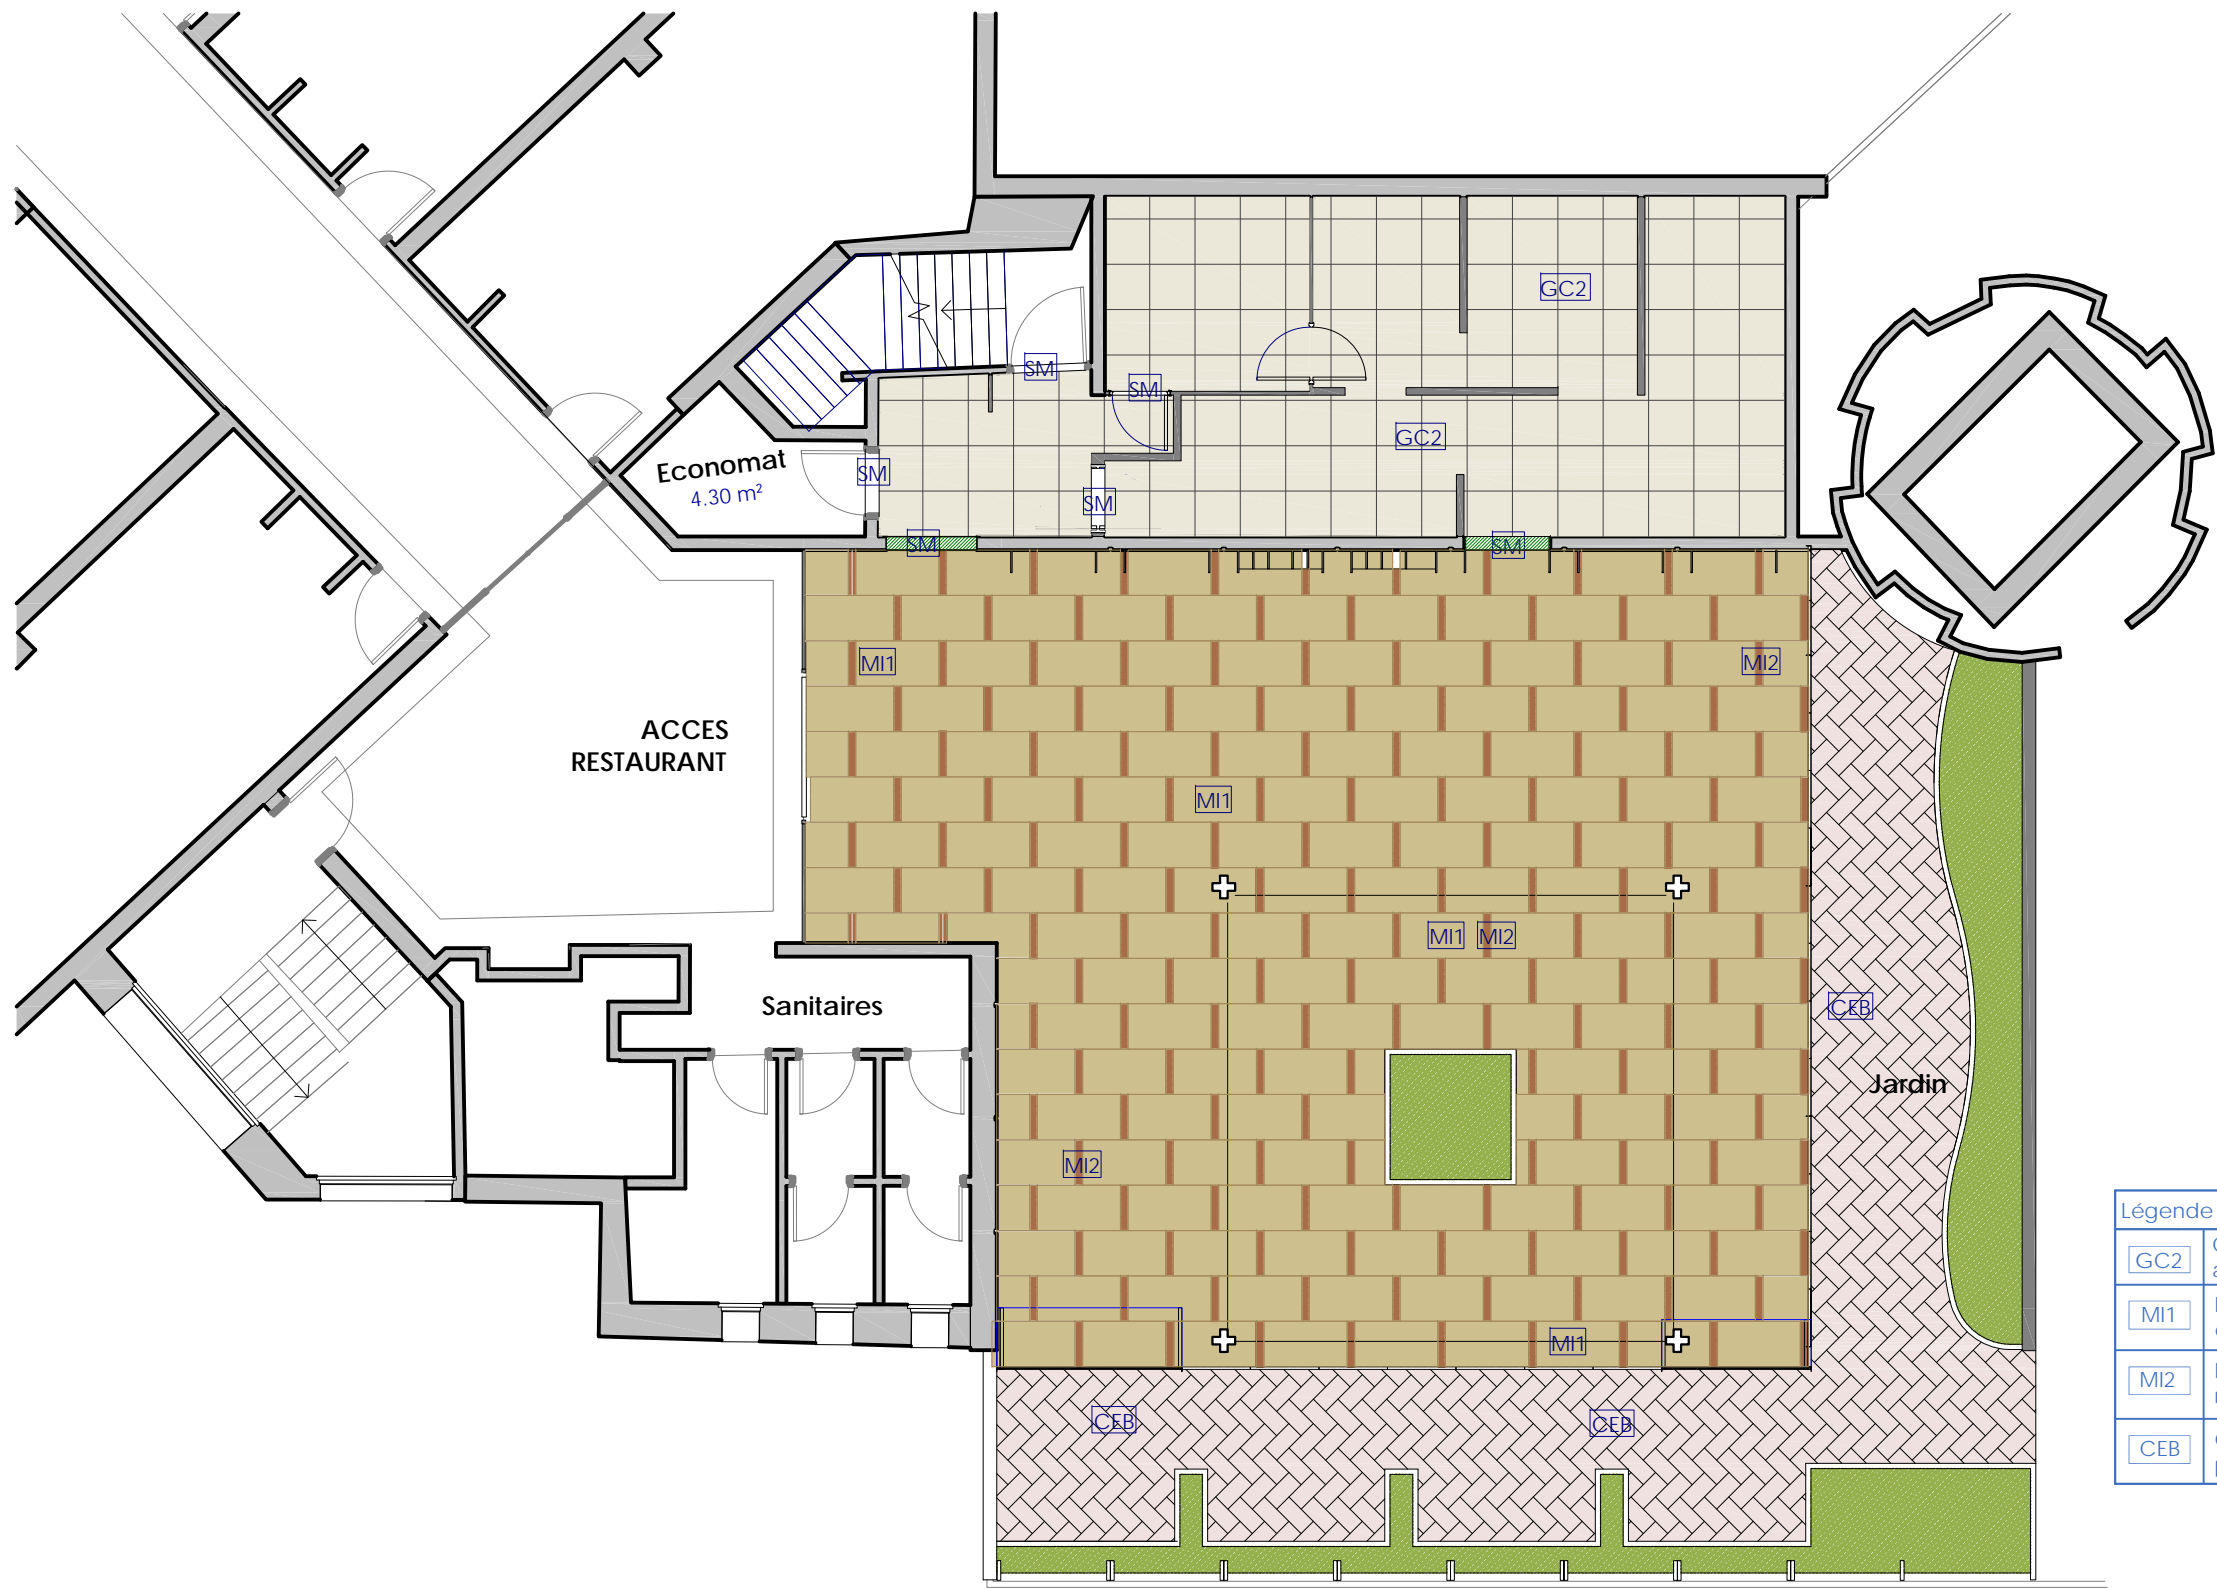 GC2
SM
SM
GC2
Economat
4.30 m²
SM
SM
SM
SM
MI1
MI2
ACCES
RESTAURANT
MI1
MI1 MI2
Sanitaires
CEB
Jardin
MI2
Légende
GC2
MI1
MI1
MI2
CEB
CEB
CEB